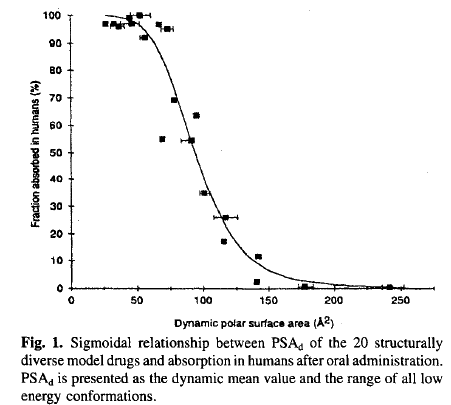 100
90
80
70
60
50
40
30
20
10
0
Fraction absorbed in humans (%)
0
50
100
150
200
250
Dynamic polar surface area (Å2)
Fig. 1. Sigmoidal relationship between PSAd of the 20 structurally
diverse model drugs and absorption in humans after oral administration.
PSAd is presented as the dynamic mean value and the range of all low
energy conformations.